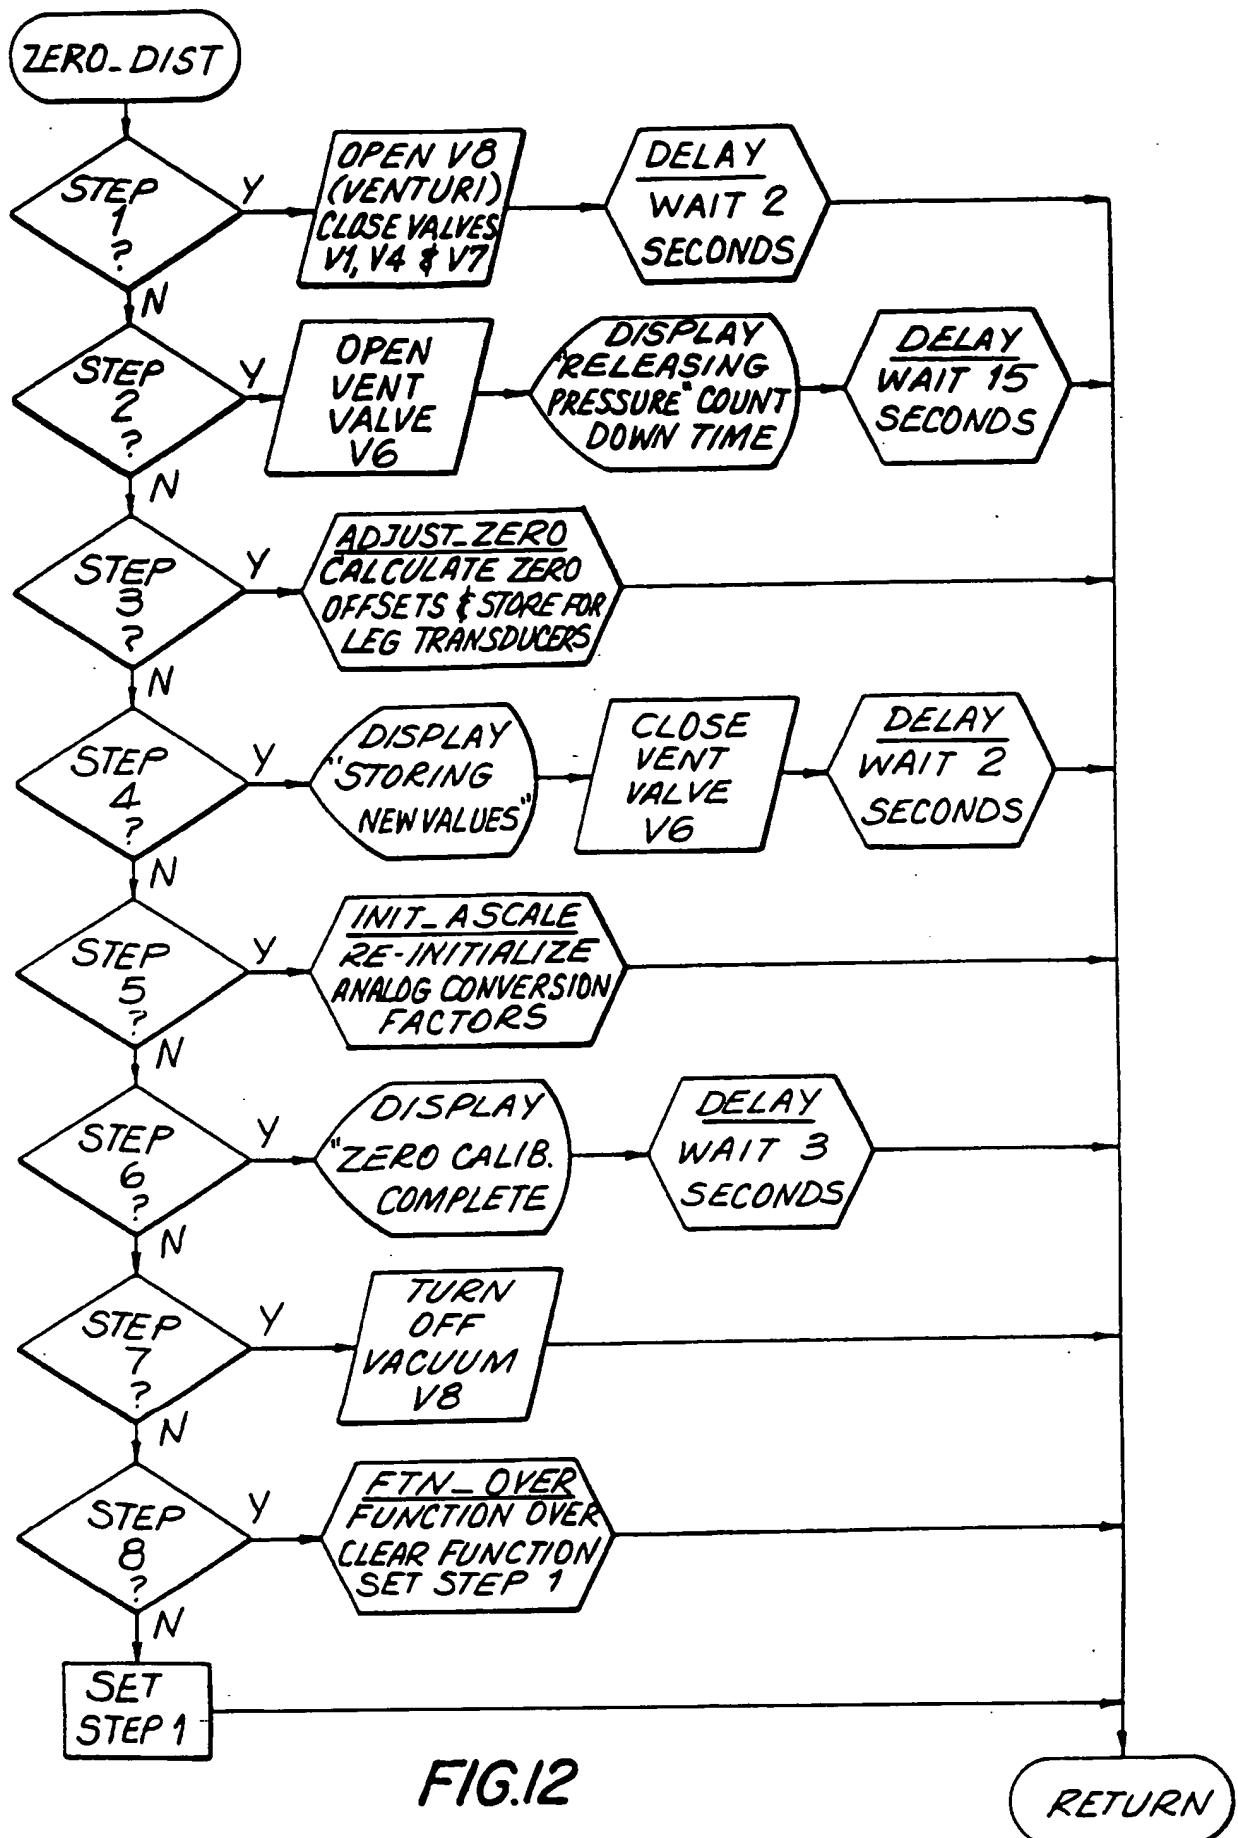 ZERO_DIST
STEP
1
?
Y
N
OPEN V8
(VENTURI)
CLOSE VALVES
V1, V4 & V7
DELAY
WAIT 2
SECONDS
STEP
2
?
Y
N
OPEN
VENT
VALVE
V6
DISPLAY
"RELEASING
PRESSURE" COUNT
DOWN TIME
DELAY
WAIT 15
SECONDS
STEP
3
?
Y
N
ADJUST_ZERO
CALCULATE ZERO
OFFSETS & STORE FOR
LEG TRANSDUCERS
STEP
4
?
Y
N
DISPLAY
"STORING
NEW VALUES"
CLOSE
VENT
VALVE
V6
DELAY
WAIT 2
SECONDS
STEP
5
?
Y
N
INIT_ASCALE
RE-INITIALIZE
ANALOG CONVERSION
FACTORS
STEP
6
?
Y
N
DISPLAY
"ZERO CALIB.
COMPLETE
DELAY
WAIT 3
SECONDS
STEP
7
?
Y
N
TURN
OFF
VACUUM
V8
STEP
8
?
Y
N
FTN_OVER
FUNCTION OVER
CLEAR FUNCTION
SET STEP 1
SET
STEP 1
FIG.12
RETURN